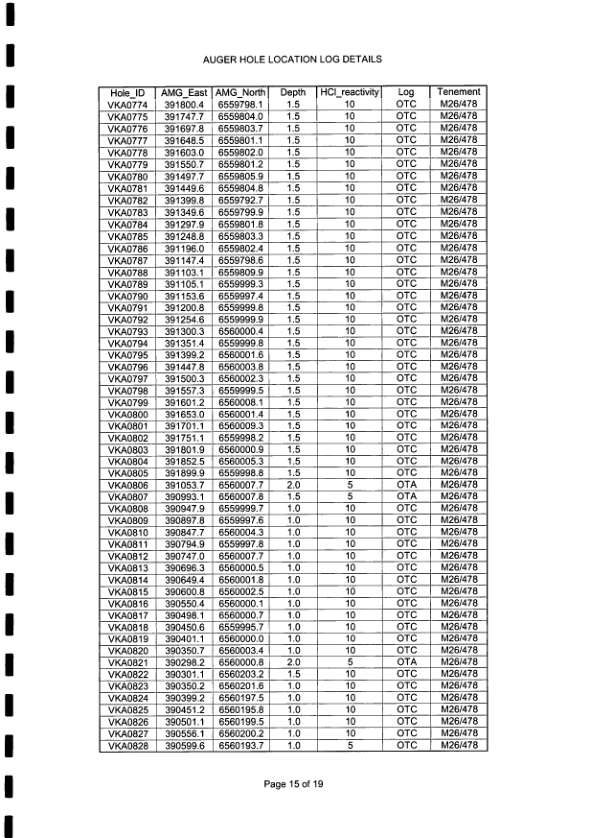 AUGER HOLE LOCATION LOG DETAILS
Hole_ID AMG_East AMG_North Depth HCl_reactivity Log Tenement
VKA0774 391800.4 6559798.1 1.5 10 OTC M26/478
VKA0775 391747.7 6559804.0 1.5 10 OTC M26/478
VKA0776 391697.8 6559803.7 1.5 10 OTC M26/478
VKA0777 391648.5 6559801.1 1.5 10 OTC M26/478
VKA0778 391603.0 6559802.0 1.5 10 OTC M26/478
VKA0779 391550.7 6559801.2 1.5 10 OTC M26/478
VKA0780 391497.7 6559805.9 1.5 10 OTC M26/478
VKA0781 391449.6 6559804.8 1.5 10 OTC M26/478
VKA0782 391399.8 6559792.7 1.5 10 OTC M26/478
VKA0783 391349.6 6559799.9 1.5 10 OTC M26/478
VKA0784 391297.9 6559801.8 1.5 10 OTC M26/478
VKA0785 391248.8 6559803.3 1.5 10 OTC M26/478
VKA0786 391196.0 6559802.4 1.5 10 OTC M26/478
VKA0787 391147.4 6559798.6 1.5 10 OTC M26/478
VKA0788 391103.1 6559809.9 1.5 10 OTC M26/478
VKA0789 391105.1 6559999.3 1.5 10 OTC M26/478
VKA0790 391153.6 6559997.4 1.5 10 OTC M26/478
VKA0791 391200.8 6559999.8 1.5 10 OTC M26/478
VKA0792 391254.6 6559999.9 1.5 10 OTC M26/478
VKA0793 391300.3 6560000.4 1.5 10 OTC M26/478
VKA0794 391351.4 6559999.8 1.5 10 OTC M26/478
VKA0795 391399.2 6560001.6 1.5 10 OTC M26/478
VKA0796 391447.8 6560003.8 1.5 10 OTC M26/478
VKA0797 391500.3 6560002.3 1.5 10 OTC M26/478
VKA0798 391557.3 6559999.5 1.5 10 OTC M26/478
VKA0799 391601.2 6560008.1 1.5 10 OTC M26/478
VKA0800 391653.0 6560001.4 1.5 10 OTC M26/478
VKA0801 391701.1 6560009.3 1.5 10 OTC M26/478
VKA0802 391751.1 6559998.2 1.5 10 OTC M26/478
VKA0803 391801.9 6560000.9 1.5 10 OTC M26/478
VKA0804 391852.5 6560005.3 1.5 10 OTC M26/478
VKA0805 391899.9 6559998.8 1.5 10 OTC M26/478
VKA0806 391053.7 6560007.7 2.0 5 OTA M26/478
VKA0807 390993.1 6560007.8 1.5 5 OTA M26/478
VKA0808 390947.9 6559999.7 1.0 10 OTC M26/478
VKA0809 390897.8 6559997.6 1.0 10 OTC M26/478
VKA0810 390847.7 6560004.3 1.0 10 OTC M26/478
VKA0811 390794.9 6559997.8 1.0 10 OTC M26/478
VKA0812 390747.0 6560007.7 1.0 10 OTC M26/478
VKA0813 390696.3 6560000.5 1.0 10 OTC M26/478
VKA0814 390649.4 6560001.8 1.0 10 OTC M26/478
VKA0815 390600.8 6560002.5 1.0 10 OTC M26/478
VKA0816 390550.4 6560000.1 1.0 10 OTC M26/478
VKA0817 390498.1 6560000.7 1.0 10 OTC M26/478
VKA0818 390450.6 6559995.7 1.0 10 OTC M26/478
VKA0819 390401.1 6560000.0 1.0 10 OTC M26/478
VKA0820 390350.7 6560003.4 1.0 10 OTC M26/478
VKA0821 390298.2 6560000.8 2.0 5 OTA M26/478
VKA0822 390301.1 6560203.2 1.5 10 OTC M26/478
VKA0823 390350.2 6560201.6 1.0 10 OTC M26/478
VKA0824 390399.2 6560197.5 1.0 10 OTC M26/478
VKA0825 390451.2 6560195.8 1.0 10 OTC M26/478
VKA0826 390501.1 6560199.5 1.0 10 OTC M26/478
VKA0827 390556.1 6560200.2 1.0 10 OTC M26/478
VKA0828 390599.6 6560193.7 1.0 5 OTC M26/478
Page 15 of 19